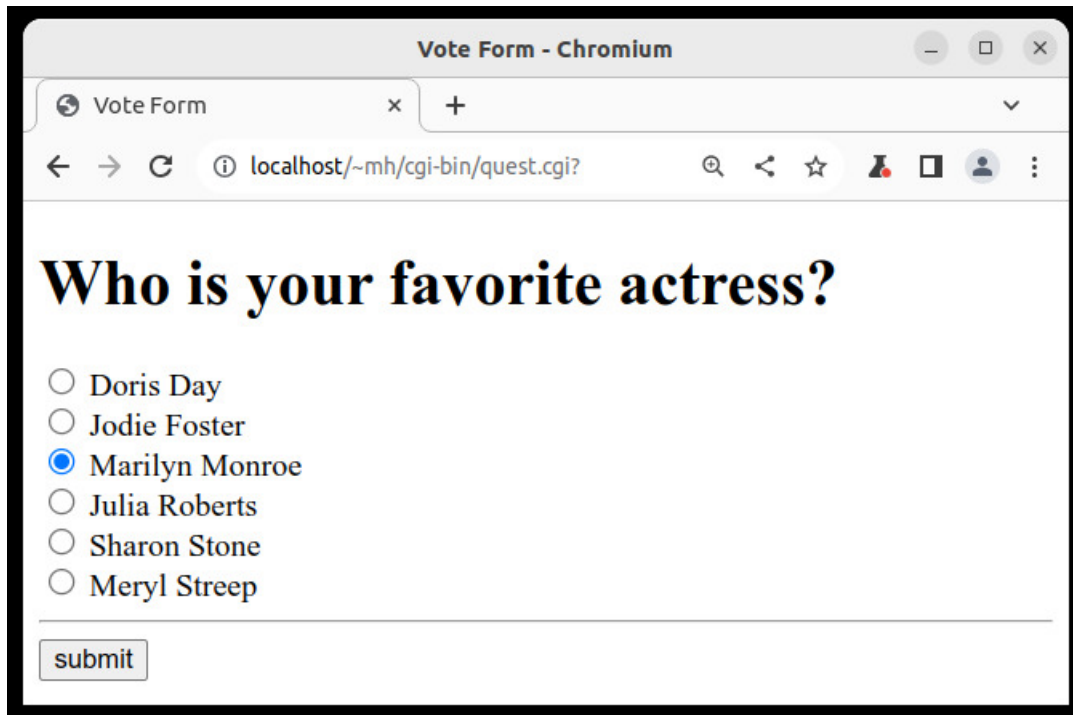 Vote Form - Chromium
Vote Form
localhost/~mh/cgi-bin/quest.cgi?
Who is your favorite actress?
Doris Day
Jodie Foster
Marilyn Monroe
Julia Roberts
Sharon Stone
Meryl Streep
submit